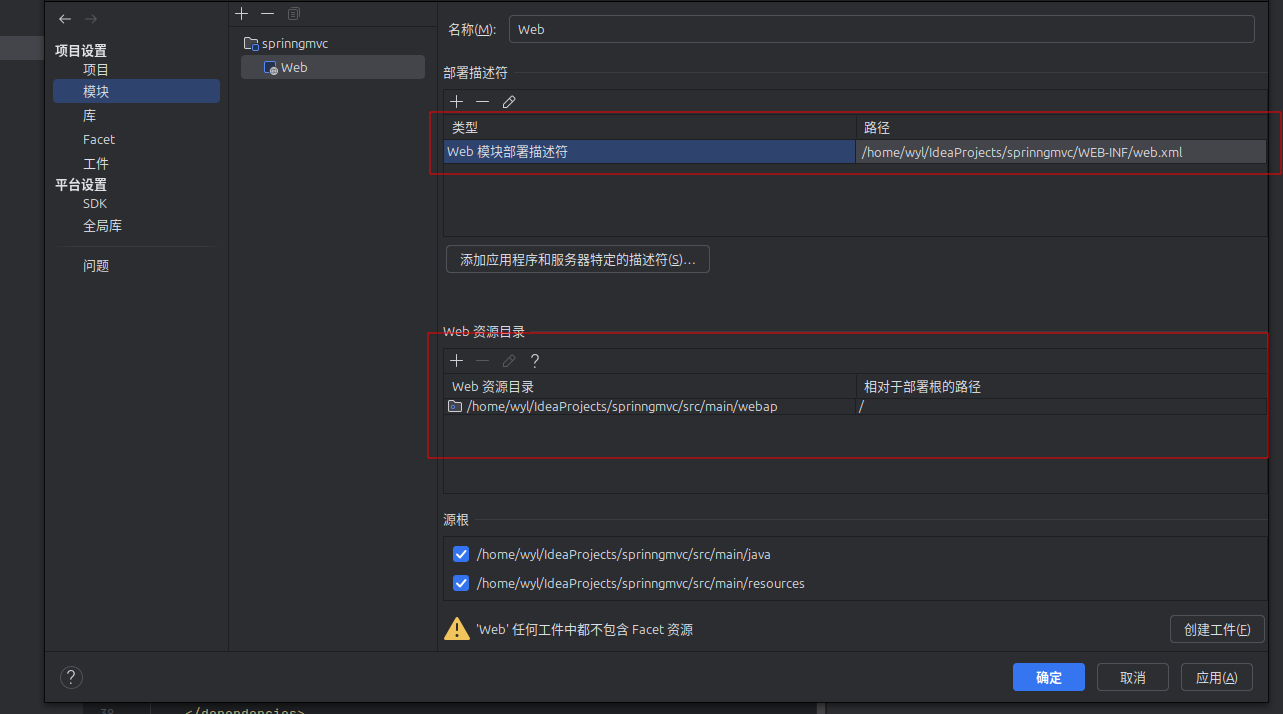 项目设置
项目
模块
库
Facet
工件
平台设置
SDK
全局库
问题
sprinngmvc
Web
名称(M):
Web
部署描述符
类型 路径
Web 模块部署描述符 /home/wyl/IdeaProjects/sprinngmvc/WEB-INF/web.xml
添加应用程序和服务器特定的描述符(S)...
Web 资源目录
?
Web 资源目录 相对于部署根的路径
/home/wyl/IdeaProjects/sprinngmvc/src/main/webap /
源根
/home/wyl/IdeaProjects/sprinngmvc/src/main/java
/home/wyl/IdeaProjects/sprinngmvc/src/main/resources
'Web' 任何工件中都不包含 Facet 资源 创建工件(F)
? 确定 取消 应用(A)
38 </dependencies>